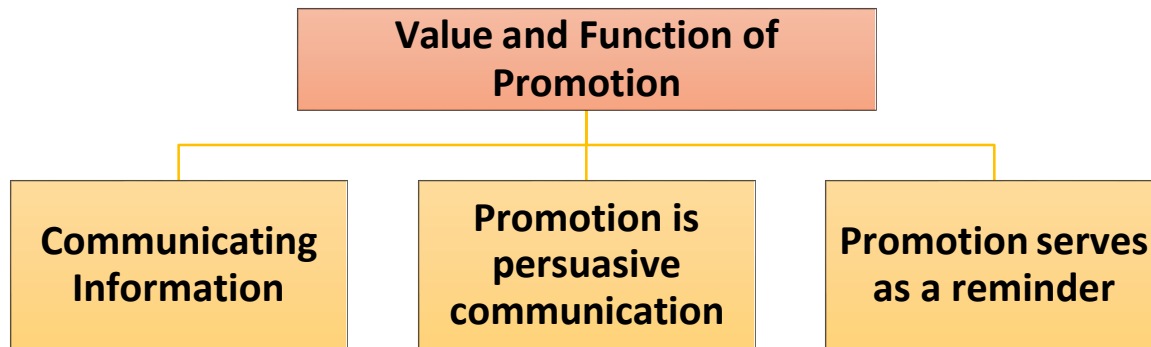 Value and Function of
Promotion
Communicating
Information
Promotion is
persuasive
communication
Promotion serves
as a reminder